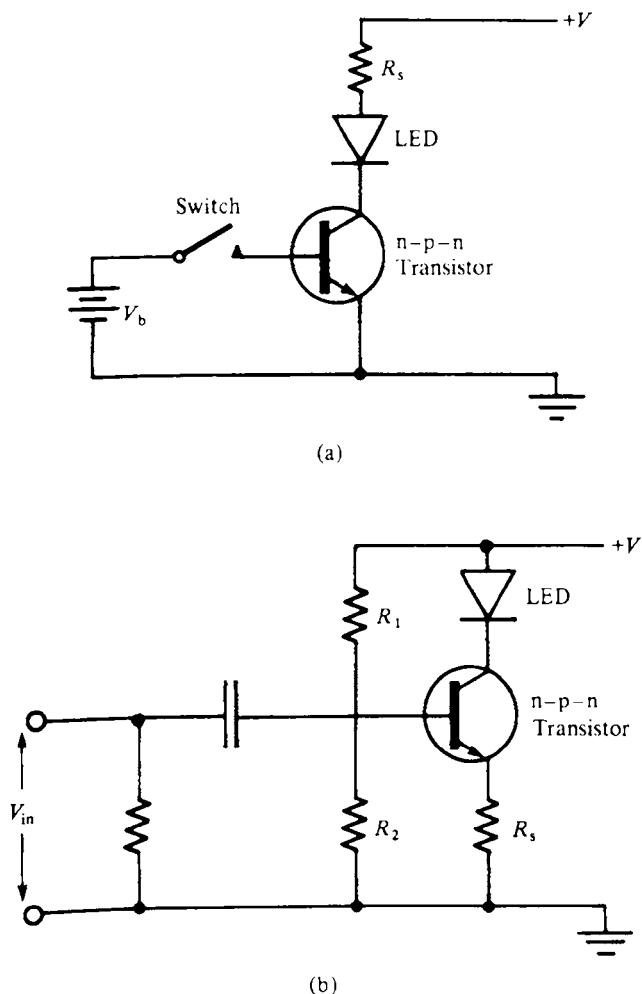 +V
R_s
LED
Switch
n-p-n
Transistor
V_b
(a)
+V
LED
R_1
n-p-n
Transistor
V_in
R_2
R_s
(b)